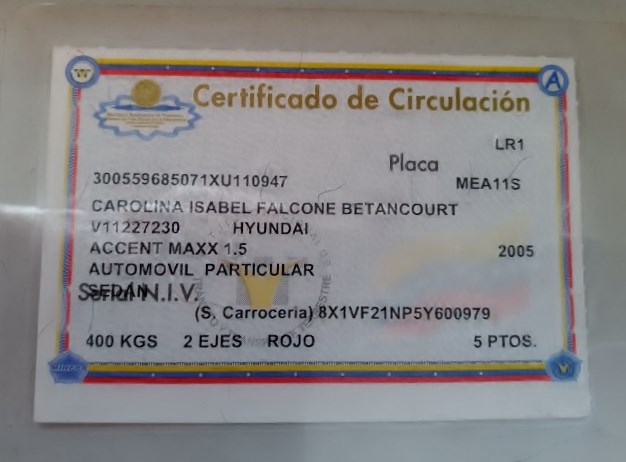 Certificado de Circulación
LR1
Placa
300559685071XU110947
MEA11S
CAROLINA ISABEL FALCONE BETANCOURT
V11227230 HYUNDAI
ACCENT MAXX 1.5 2005
AUTOMOVIL PARTICULAR
SEDAN
Serial N.I.V.
(S. Carroceria) 8X1VF21NP5Y600979
400 KGS 2 EJES ROJO 5 PTOS.